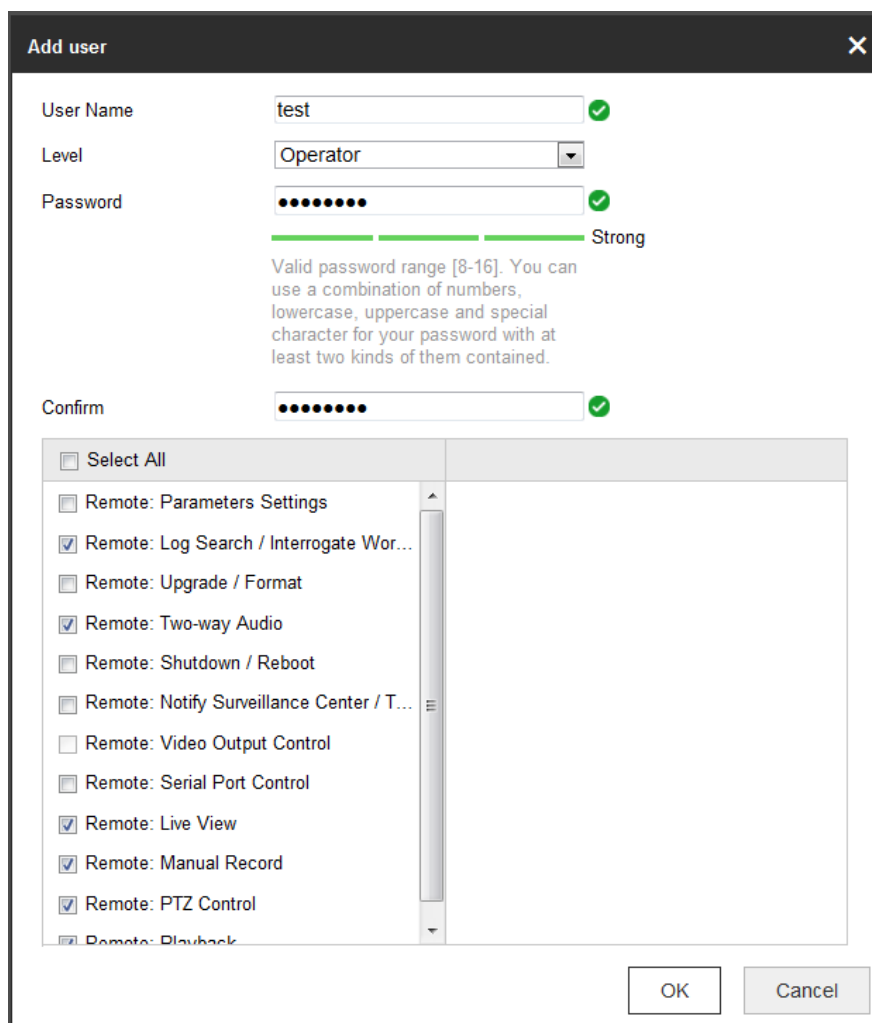 Add user
User Name test
Level Operator
Password ●●●●●●●●
Strong
Valid password range [8-16]. You can
use a combination of numbers,
lowercase, uppercase and special
character for your password with at
least two kinds of them contained.
Confirm ●●●●●●●●
Select All
Remote: Parameters Settings
Remote: Log Search / Interrogate Wor...
Remote: Upgrade / Format
Remote: Two-way Audio
Remote: Shutdown / Reboot
Remote: Notify Surveillance Center / T...
Remote: Video Output Control
Remote: Serial Port Control
Remote: Live View
Remote: Manual Record
Remote: PTZ Control
Remote: Playback
OK Cancel